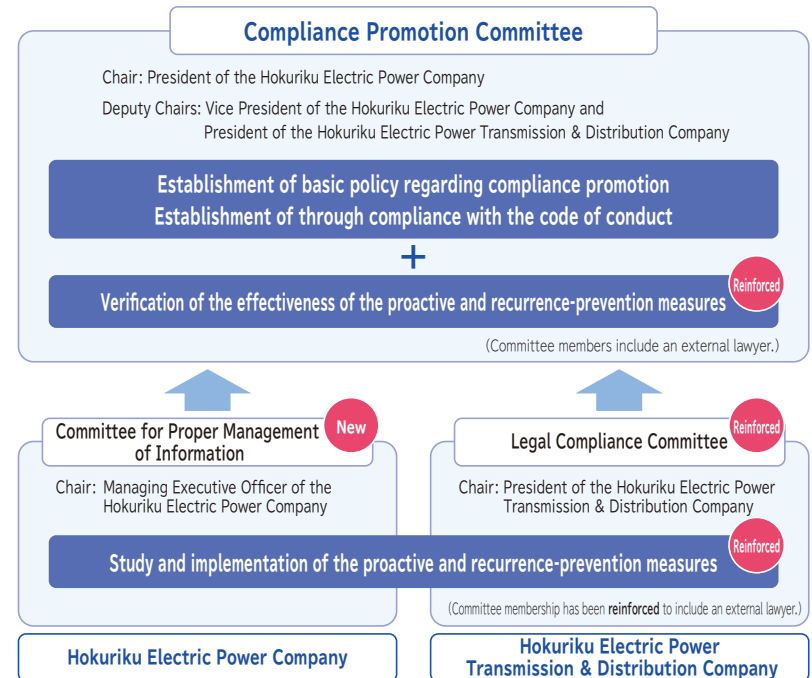 Compliance Promotion Committee
Chair: President of the Hokuriku Electric Power Company
Deputy Chairs: Vice President of the Hokuriku Electric Power Company and
President of the Hokuriku Electric Power Transmission & Distribution Company
Establishment of basic policy regarding compliance promotion
Establishment of through compliance with the code of conduct
+
Reinforced
Verification of the effectiveness of the proactive and recurrence-prevention measures
(Committee members include an external lawyer.)
Committee for Proper Management
of Information
New
Chair: Managing Executive Officer of the
Hokuriku Electric Power Company
Legal Compliance Committee
Reinforced
Chair: President of the Hokuriku Electric Power
Transmission & Distribution Company
Study and implementation of the proactive and recurrence-prevention measures
Reinforced
(Committee membership has been reinforced to include an external lawyer.)
Hokuriku Electric Power Company
Hokuriku Electric Power
Transmission & Distribution Company